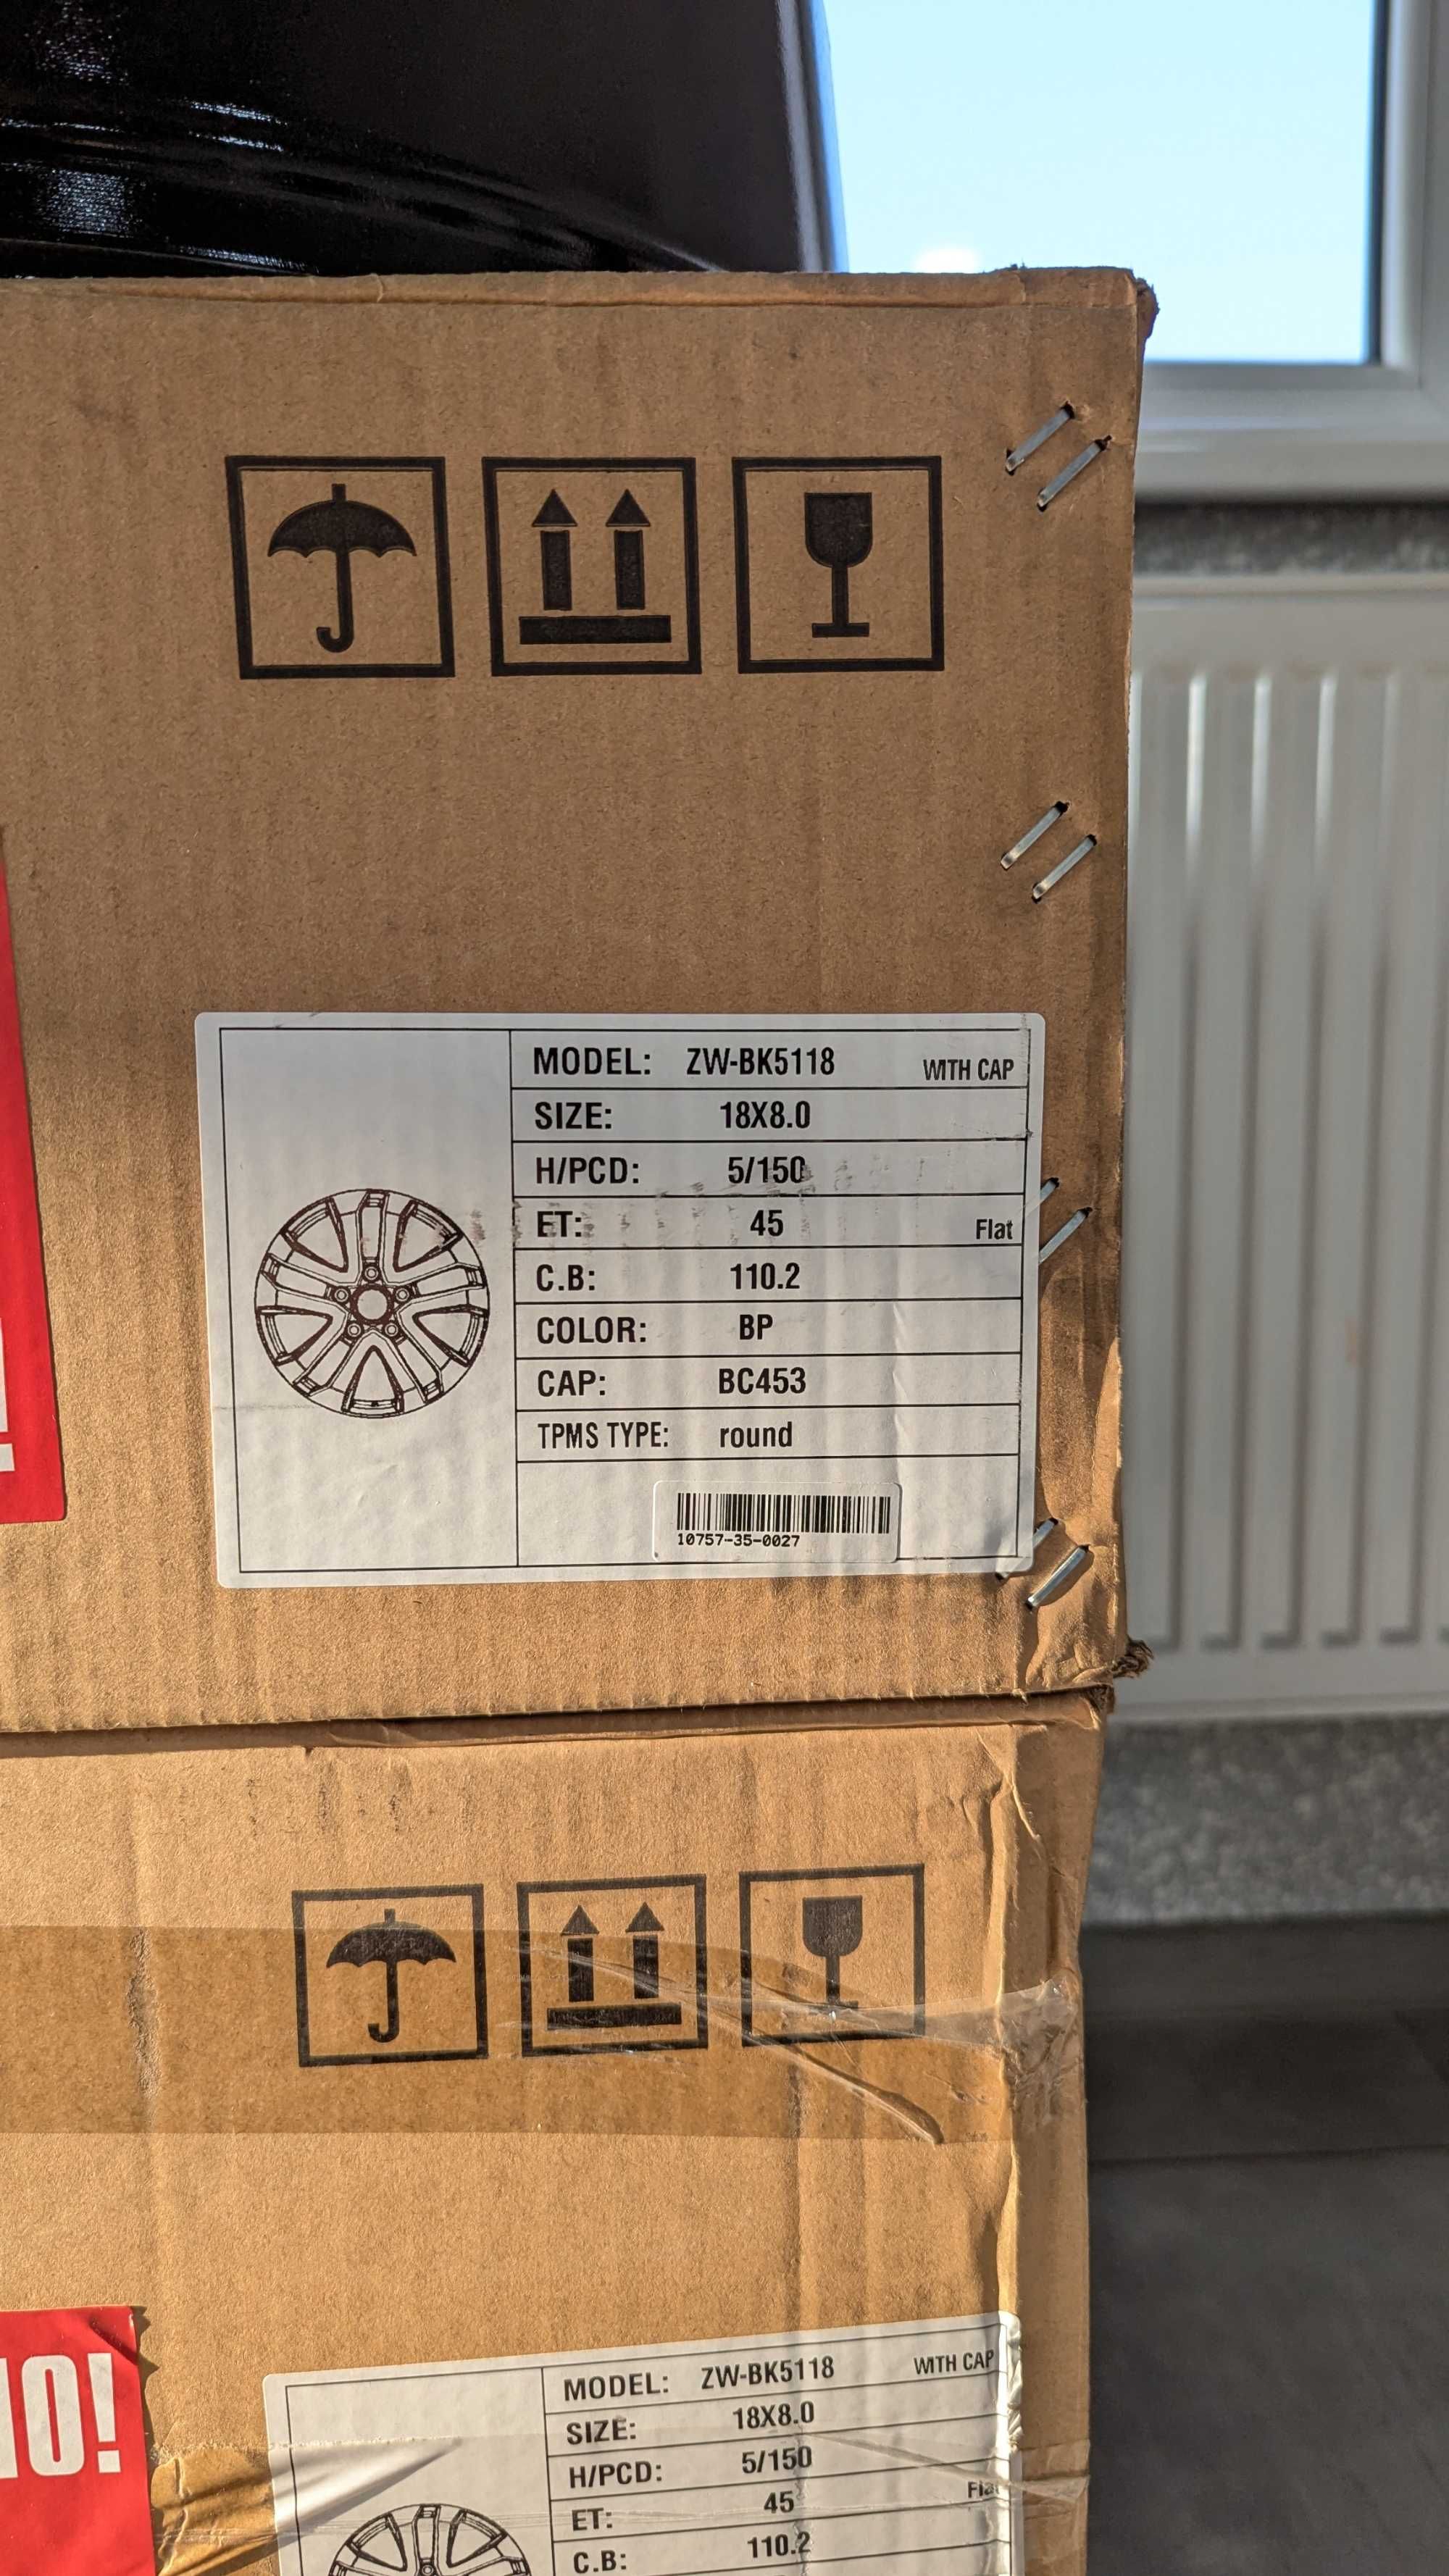 MODEL: ZW-BK5118 WITH CAP
SIZE: 18X8.0
H/PCD: 5/150
ET: 45 Flat
C.B: 110.2
COLOR: BP
CAP: BC453
TPMS TYPE: round
10757-35-0027
MODEL: ZW-BK5118 WITH CAP
SIZE: 18X8.0
H/PCD: 5/150
ET: 45 Flat
C.B: 110.2